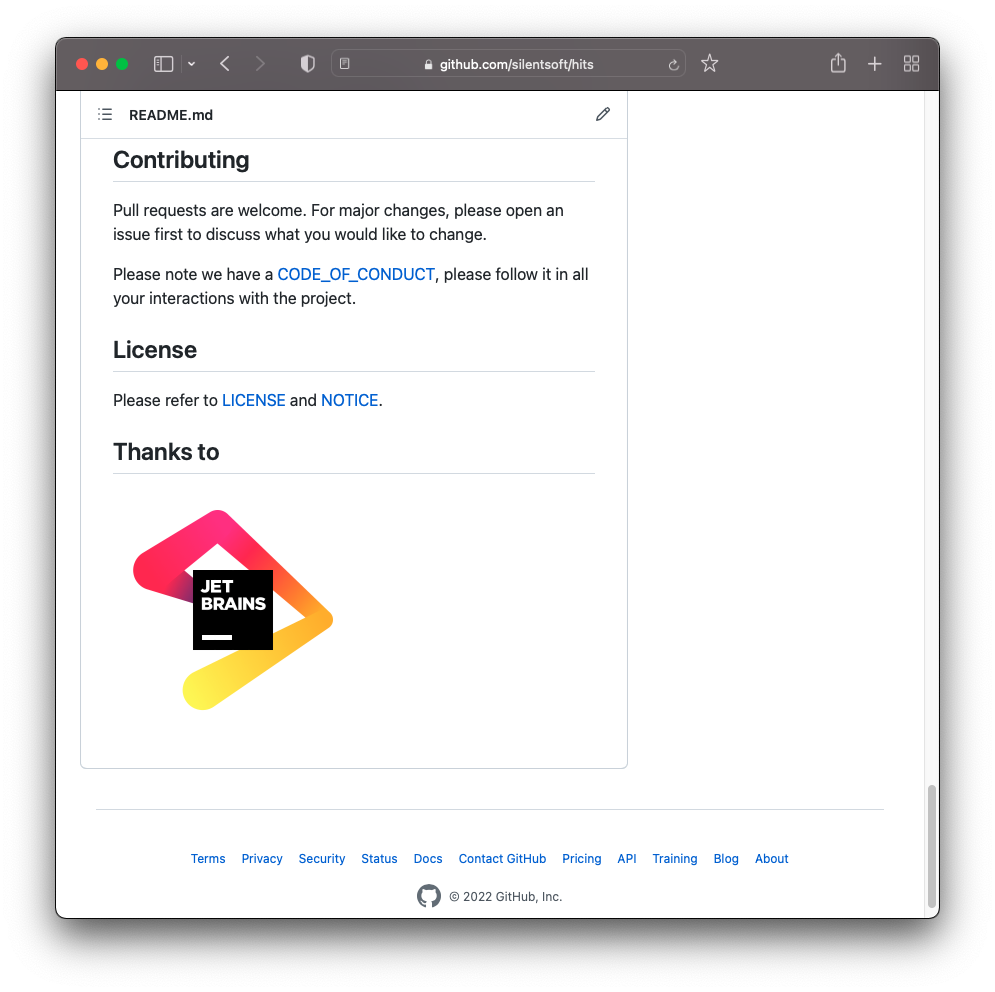 github.com/silentsoft/hits
README.md
Contributing
Pull requests are welcome. For major changes, please open an
issue first to discuss what you would like to change.
Please note we have a CODE_OF_CONDUCT, please follow it in all
your interactions with the project.
License
Please refer to LICENSE and NOTICE.
Thanks to
JET
BRAINS
Terms Privacy Security Status Docs Contact GitHub Pricing API Training Blog About
© 2022 GitHub, Inc.